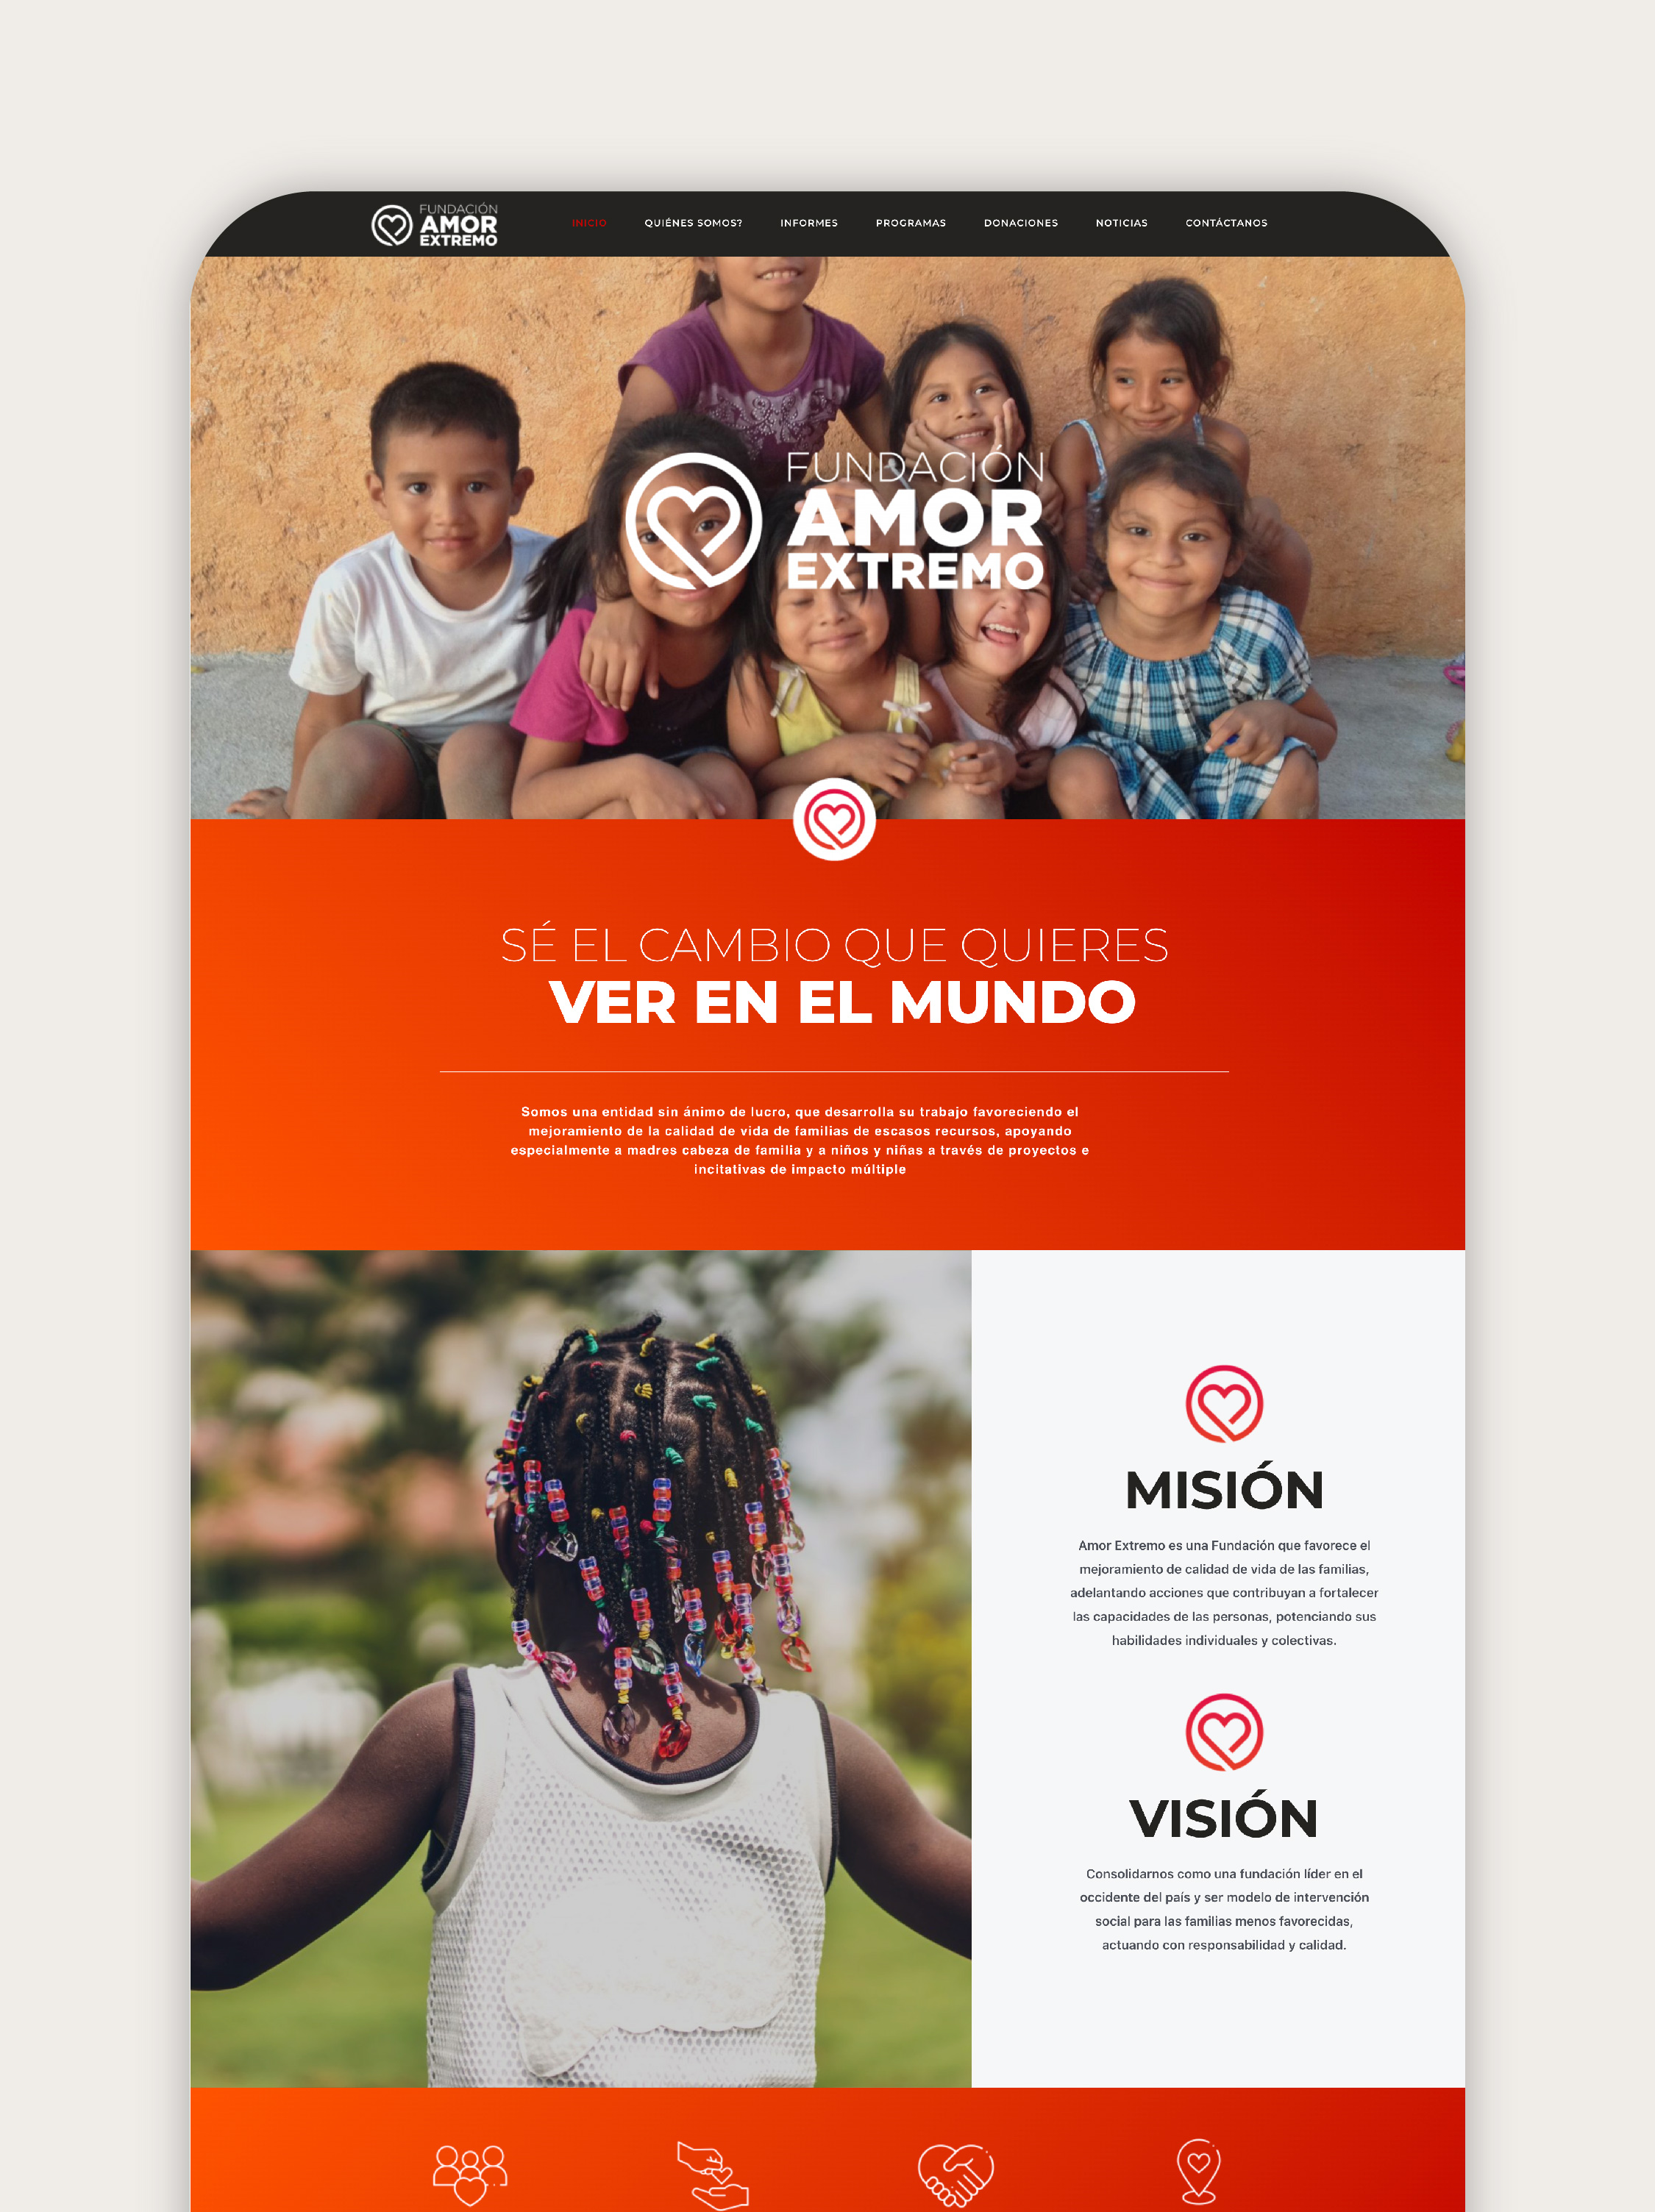 FUNDACIÓN
AMOR
EXTREMO
INICIO QUIÉNES SOMOS? INFORMES PROGRAMAS DONACIONES NOTICIAS CONTÁCTANOS
FUNDACIÓN
AMOR
EXTREMO
SÉ EL CAMBIO QUE QUIERES
VER EN EL MUNDO
Somos una entidad sin ánimo de lucro, que desarrolla su trabajo favoreciendo el
mejoramiento de la calidad de vida de familias de escasos recursos, apoyando
especialmente a madres cabeza de familia y a niños y niñas a través de proyectos e
incitativas de impacto múltiple
MISIÓN
Amor Extremo es una Fundación que favorece el
mejoramiento de calidad de vida de las familias,
adelantando acciones que contribuyan a fortalecer
las capacidades de las personas, potenciando sus
habilidades individuales y colectivas.
VISIÓN
Consolidarnos como una fundación líder en el
occidente del país y ser modelo de intervención
social para las familias menos favorecidas,
actuando con responsabilidad y calidad.